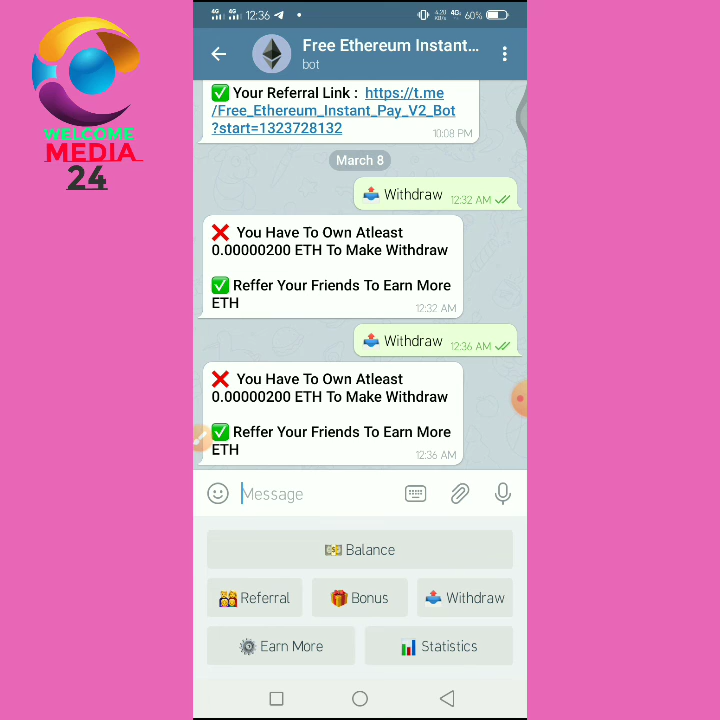 WELCOME
MEDIA
24
12:36
4.20 KB/s 60%
Free Ethereum Instant...
bot
✅ Your Referral Link : https://t.me
/Free_Ethereum_Instant_Pay_V2_Bot
?start=1323728132
10:08 PM
March 8
📤 Withdraw 12:32 AM
❌ You Have To Own Atleast
0.00000200 ETH To Make Withdraw
✅ Reffer Your Friends To Earn More
ETH
12:32 AM
📤 Withdraw 12:36 AM
❌ You Have To Own Atleast
0.00000200 ETH To Make Withdraw
✅ Reffer Your Friends To Earn More
ETH
12:36 AM
Message
💵 Balance
👭 Referral
🎁 Bonus
📤 Withdraw
⚙ Earn More
📊 Statistics